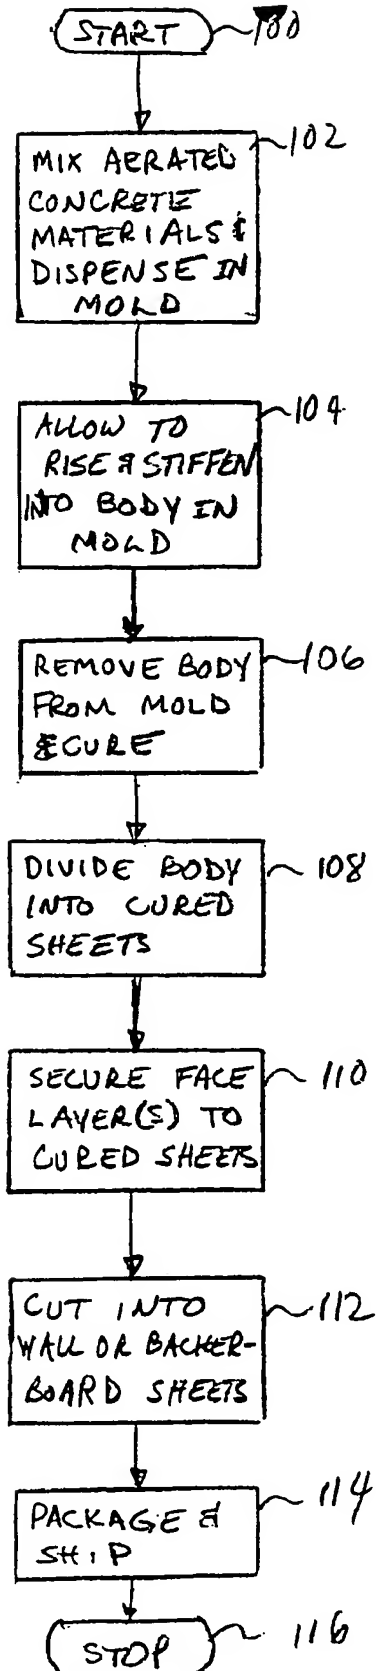 START 100
102
MIX AERATED
CONCRETE
MATERIALS &
DISPENSE IN
MOLD
104
ALLOW TO
RISE & STIFFEN
INTO BODY IN
MOLD
106
REMOVE BODY
FROM MOLD
& CURE
108
DIVIDE BODY
INTO CURED
SHEETS
110
SECURE FACE
LAYER(S) TO
CURED SHEETS
112
CUT INTO
WALL OR BACKER-
BOARD SHEETS
114
PACKAGE &
SHIP
116
STOP